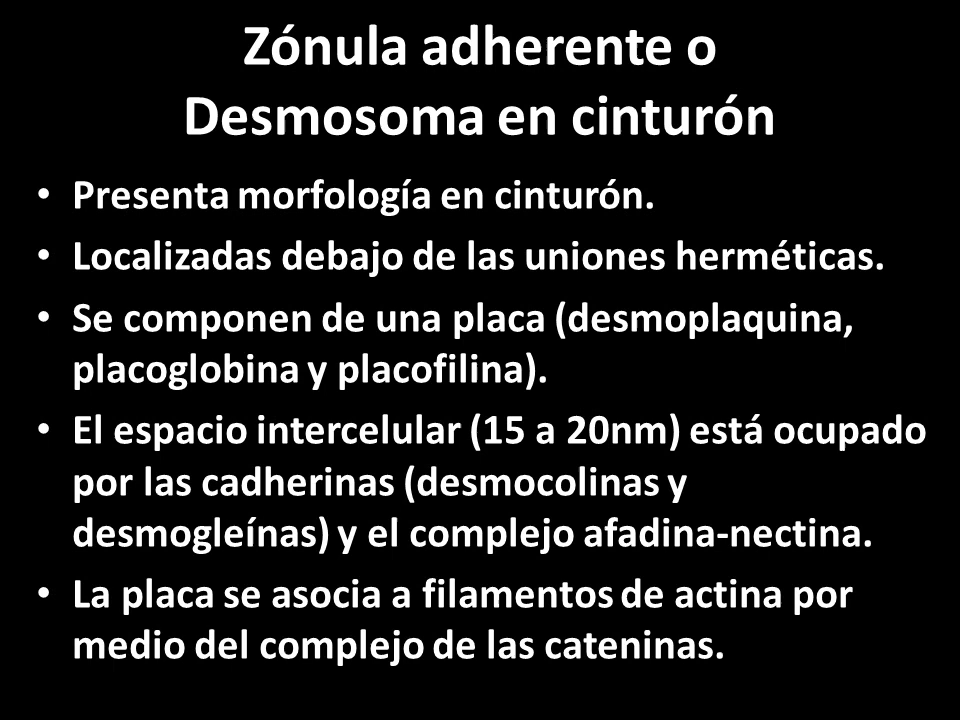 Zónula adherente o
Desmosoma en cinturón
• Presenta morfología en cinturón.
• Localizadas debajo de las uniones herméticas.
• Se componen de una placa (desmoplaquina,
placoglobina y placofilina).
• El espacio intercelular (15 a 20nm) está ocupado
por las cadherinas (desmocolinas y
desmogleínas) y el complejo afadina-nectina.
• La placa se asocia a filamentos de actina por
medio del complejo de las cateninas.